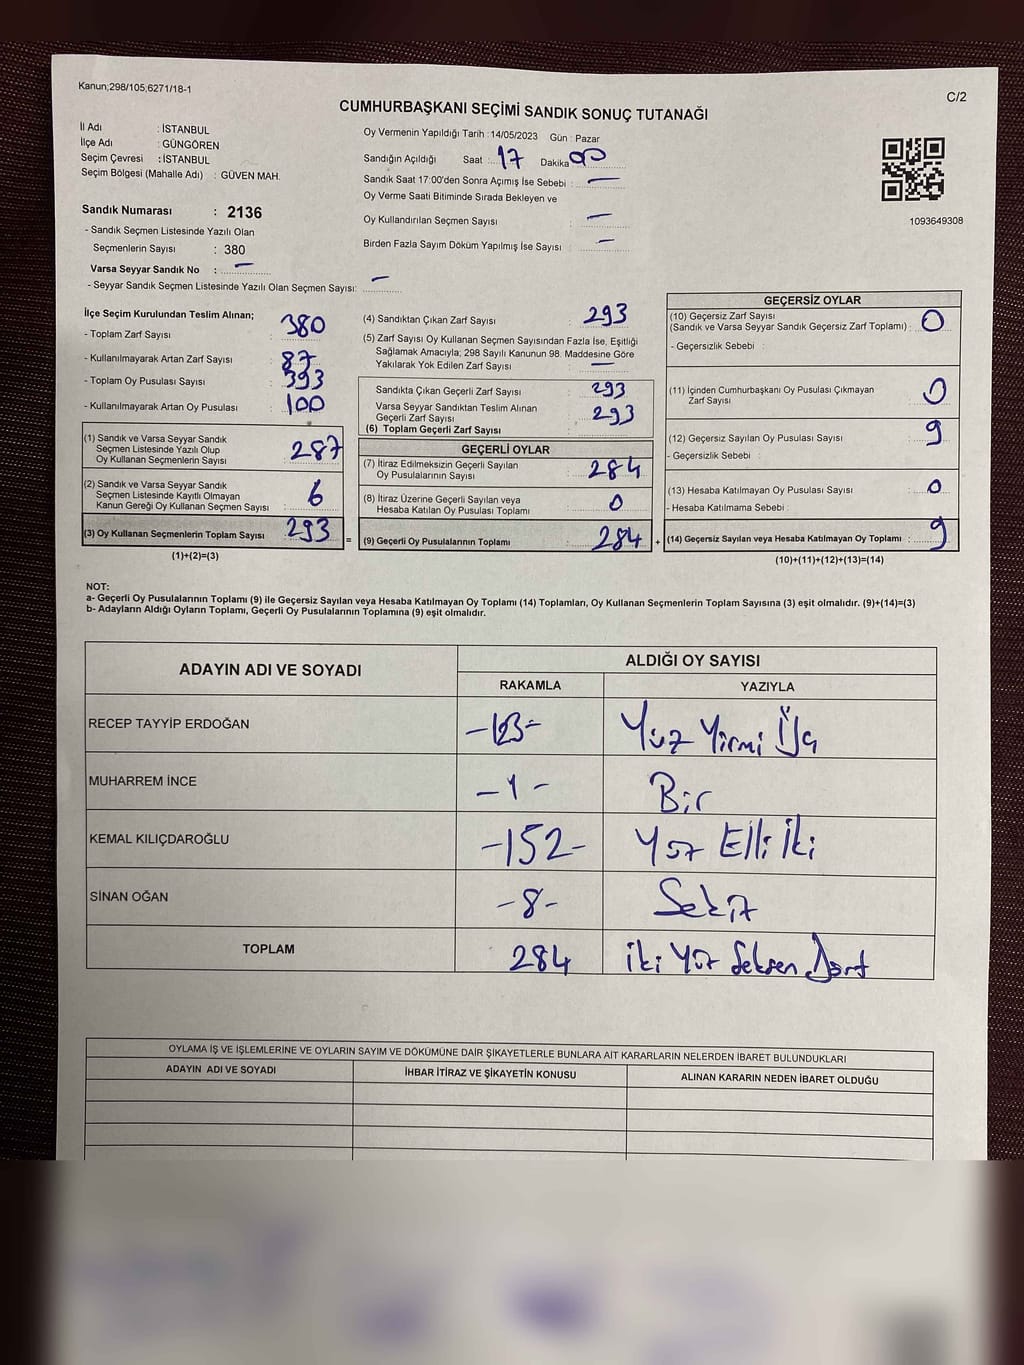 Kanun;298/105,6271/18-1
C/2
CUMHURBAŞKANI SEÇİMİ SANDIK SONUÇ TUTANAĞI
İl Adı : İSTANBUL
İlçe Adı : GÜNGÖREN
Seçim Çevresi : İSTANBUL
Seçim Bölgesi (Mahalle Adı) : GÜVEN MAH.
Sandık Numarası : 2136
- Sandık Seçmen Listesinde Yazılı Olan
Seçmenlerin Sayısı : 380
Varsa Seyyar Sandık No : —
- Seyyar Sandık Seçmen Listesinde Yazılı Olan Seçmen Sayısı: —
Oy Vermenin Yapıldığı Tarih : 14/05/2023 Gün : Pazar
Sandığın Açıldığı Saat : 17 Dakika 00
Sandık Saat 17:00'den Sonra Açımış İse Sebebi : —
Oy Verme Saati Bitiminde Sırada Bekleyen ve
Oy Kullandırılan Seçmen Sayısı : —
Birden Fazla Sayım Döküm Yapılmış İse Sayısı : —
1093649308
İlçe Seçim Kurulundan Teslim Alınan;
- Toplam Zarf Sayısı : 380
- Kullanılmayarak Artan Zarf Sayısı : 87
- Toplam Oy Pusulası Sayısı : 393
- Kullanılmayarak Artan Oy Pusulası : 100
(1) Sandık ve Varsa Seyyar Sandık
Seçmen Listesinde Yazılı Olup
Oy Kullanan Seçmenlerin Sayısı : 287
(2) Sandık ve Varsa Seyyar Sandık
Seçmen Listesinde Kayıtlı Olmayan
Kanun Gereği Oy Kullanan Seçmen Sayısı : 6
(3) Oy Kullanan Seçmenlerin Toplam Sayısı : 293
(1)+(2)=(3)
=
(4) Sandıktan Çıkan Zarf Sayısı : 293
(5) Zarf Sayısı Oy Kullanan Seçmen Sayısından Fazla İse, Eşitliği
Sağlamak Amacıyla; 298 Sayılı Kanunun 98. Maddesine Göre
Yakılarak Yok Edilen Zarf Sayısı : —
Sandıkta Çıkan Geçerli Zarf Sayısı : 293
Varsa Seyyar Sandıktan Teslim Alınan
Geçerli Zarf Sayısı : 293
(6) Toplam Geçerli Zarf Sayısı :
GEÇERLİ OYLAR
(7) İtiraz Edilmeksizin Geçerli Sayılan
Oy Pusulalarının Sayısı : 284
(8) İtiraz Üzerine Geçerli Sayılan veya
Hesaba Katılan Oy Pusulası Toplamı : 0
(9) Geçerli Oy Pusulalarının Toplamı : 284
+
GEÇERSİZ OYLAR
(10) Geçersiz Zarf Sayısı
(Sandık ve Varsa Seyyar Sandık Geçersiz Zarf Toplamı) : 0
- Geçersizlik Sebebi :
(11) İçinden Cumhurbaşkanı Oy Pusulası Çıkmayan
Zarf Sayısı : 0
(12) Geçersiz Sayılan Oy Pusulası Sayısı : 9
- Geçersizlik Sebebi :
(13) Hesaba Katılmayan Oy Pusulası Sayısı : 0
- Hesaba Katılmama Sebebi :
(14) Geçersiz Sayılan veya Hesaba Katılmayan Oy Toplamı : 9
(10)+(11)+(12)+(13)=(14)
NOT:
a- Geçerli Oy Pusulalarının Toplamı (9) ile Geçersiz Sayılan veya Hesaba Katılmayan Oy Toplamı (14) Toplamları, Oy Kullanan Seçmenlerin Toplam Sayısına (3) eşit olmalıdır. (9)+(14)=(3)
b- Adayların Aldığı Oyların Toplamı, Geçerli Oy Pusulalarının Toplamına (9) eşit olmalıdır.
ADAYIN ADI VE SOYADI
ALDIĞI OY SAYISI
RAKAMLA YAZIYLA
RECEP TAYYİP ERDOĞAN -123- Yüz Yirmi Üç
MUHARREM İNCE -1- Bir
KEMAL KILIÇDAROĞLU -152- Yüz Elli İki
SİNAN OĞAN -8- Sekiz
TOPLAM 284 iki Yüz Seksen Dört
OYLAMA İŞ VE İŞLEMLERİNE VE OYLARIN SAYIM VE DÖKÜMÜNE DAİR ŞİKAYETLERLE BUNLARA AİT KARARLARIN NELERDEN İBARET BULUNDUKLARI
ADAYIN ADI VE SOYADI İHBAR İTİRAZ VE ŞİKAYETİN KONUSU ALINAN KARARIN NEDEN İBARET OLDUĞU